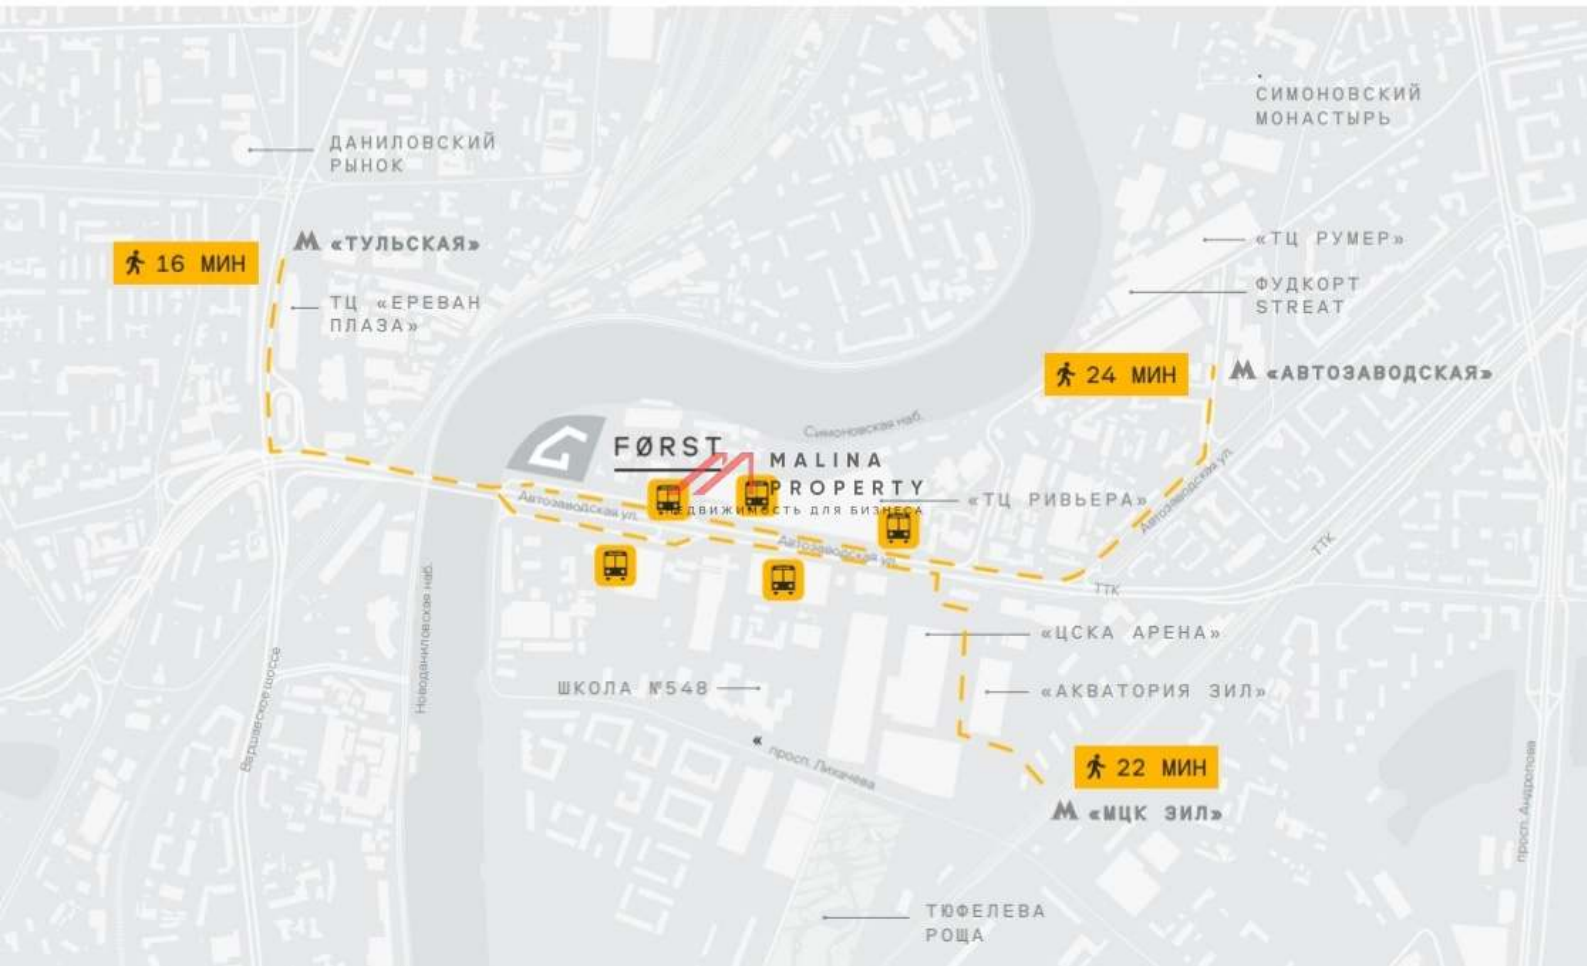 СИМОНОВСКИЙ
МОНАСТЫРЬ
ДАНИЛОВСКИЙ
РЫНОК
«ТУЛЬСКАЯ»
16 МИН
«ТЦ РУМЕР»
ТЦ «ЕРЕВАН
ПЛАЗА»
ФУДКОРТ
STREAT
24 МИН
«АВТОЗАВОДСКАЯ»
Симоновская наб.
FØRST
MALINA
PROPERTY
НЕДВИЖИМОСТЬ ДЛЯ БИЗНЕСА
«ТЦ РИВЬЕРА»
Автозаводская ул.
Автозаводская ул.
Автозаводская ул.
ТТК
ТТК
«ЦСКА АРЕНА»
Новоданиловская наб.
Варшавское шоссе
ШКОЛА №548
«АКВАТОРИЯ ЗИЛ»
просп. Лихачева
22 МИН
«МЦК ЗИЛ»
просп. Андропова
ТЮФЕЛЕВА
РОЩА